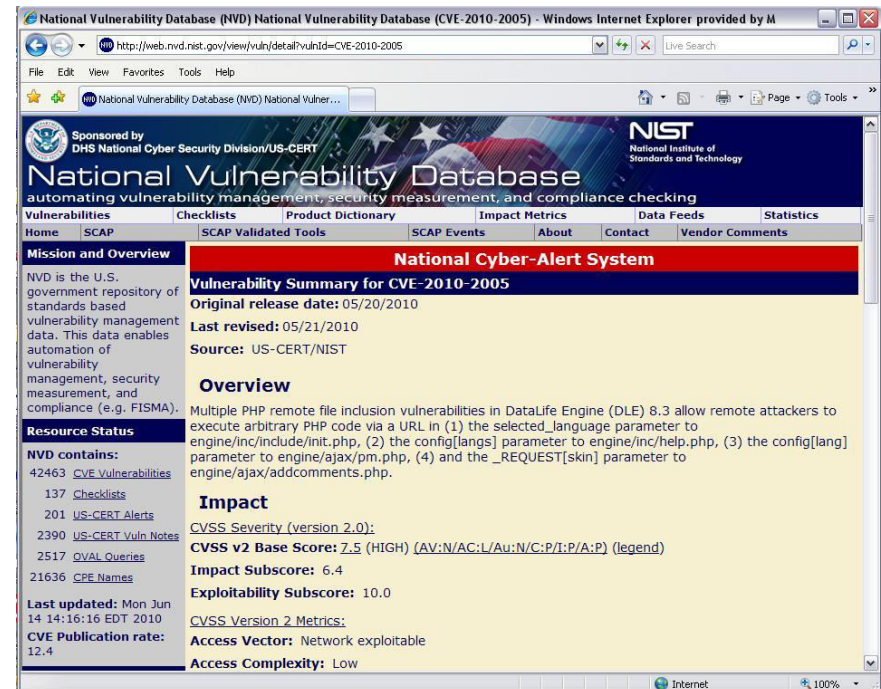 National Vulnerability Database (NVD) National Vulnerability Database (CVE-2010-2005) - Windows Internet Explorer provided by M
http://web.nvd.nist.gov/view/vuln/detail?vulnId=CVE-2010-2005
Live Search
File Edit View Favorites Tools Help
National Vulnerability Database (NVD) National Vulner...
Page Tools »
Sponsored by
DHS National Cyber Security Division/US-CERT
NIST
National Institute of
Standards and Technology
National Vulnerability Database
automating vulnerability management, security measurement, and compliance checking
Vulnerabilities Checklists Product Dictionary Impact Metrics Data Feeds Statistics
Home SCAP SCAP Validated Tools SCAP Events About Contact Vendor Comments
Mission and Overview
NVD is the U.S.
government repository of
standards based
vulnerability management
data. This data enables
automation of
vulnerability
management, security
measurement, and
compliance (e.g. FISMA).
Resource Status
NVD contains:
42463 CVE Vulnerabilities
137 Checklists
201 US-CERT Alerts
2390 US-CERT Vuln Notes
2517 OVAL Queries
21636 CPE Names
Last updated: Mon Jun
14 14:16:16 EDT 2010
CVE Publication rate:
12.4
National Cyber-Alert System
Vulnerability Summary for CVE-2010-2005
Original release date: 05/20/2010
Last revised: 05/21/2010
Source: US-CERT/NIST
Overview
Multiple PHP remote file inclusion vulnerabilities in DataLife Engine (DLE) 8.3 allow remote attackers to
execute arbitrary PHP code via a URL in (1) the selected_language parameter to
engine/inc/include/init.php, (2) the config[langs] parameter to engine/inc/help.php, (3) the config[lang]
parameter to engine/ajax/pm.php, (4) and the _REQUEST[skin] parameter to
engine/ajax/addcomments.php.
Impact
CVSS Severity (version 2.0):
CVSS v2 Base Score: 7.5 (HIGH) (AV:N/AC:L/Au:N/C:P/I:P/A:P) (legend)
Impact Subscore: 6.4
Exploitability Subscore: 10.0
CVSS Version 2 Metrics:
Access Vector: Network exploitable
Access Complexity: Low
Internet 100%